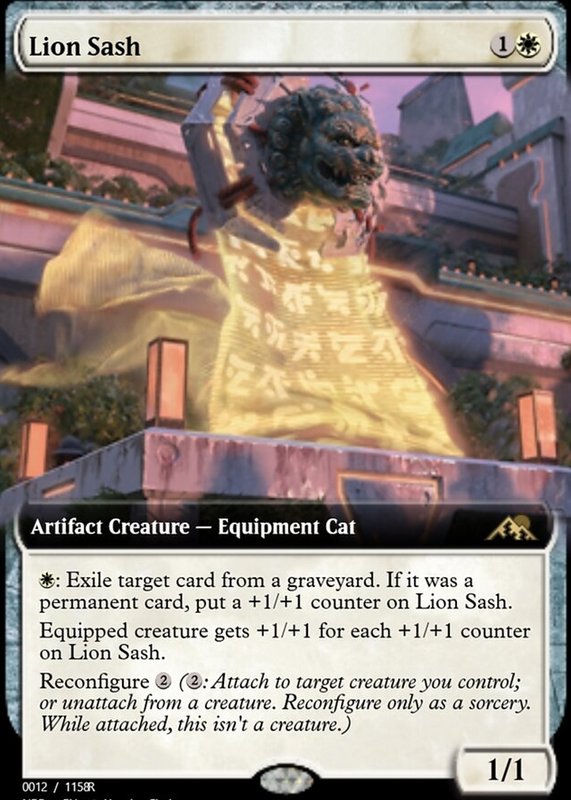 Lion Sash 1
Artifact Creature — Equipment Cat
: Exile target card from a graveyard. If it was a
permanent card, put a +1/+1 counter on Lion Sash.
Equipped creature gets +1/+1 for each +1/+1 counter
on Lion Sash.
Reconfigure 2 (2: Attach to target creature you control;
or unattach from a creature. Reconfigure only as a sorcery.
While attached, this isn't a creature.)
1/1
0012 / 1158R